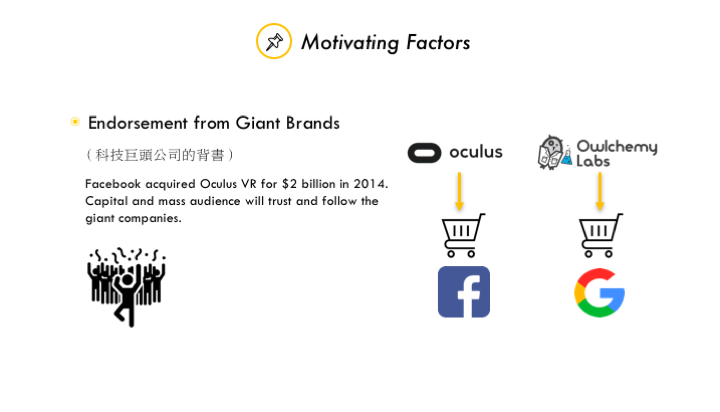 Motivating Factors
Endorsement from Giant Brands
（科技巨頭公司的背書）
Facebook acquired Oculus VR for $2 billion in 2014.
Capital and mass audience will trust and follow the
giant companies.
oculus
Owlchemy
Labs